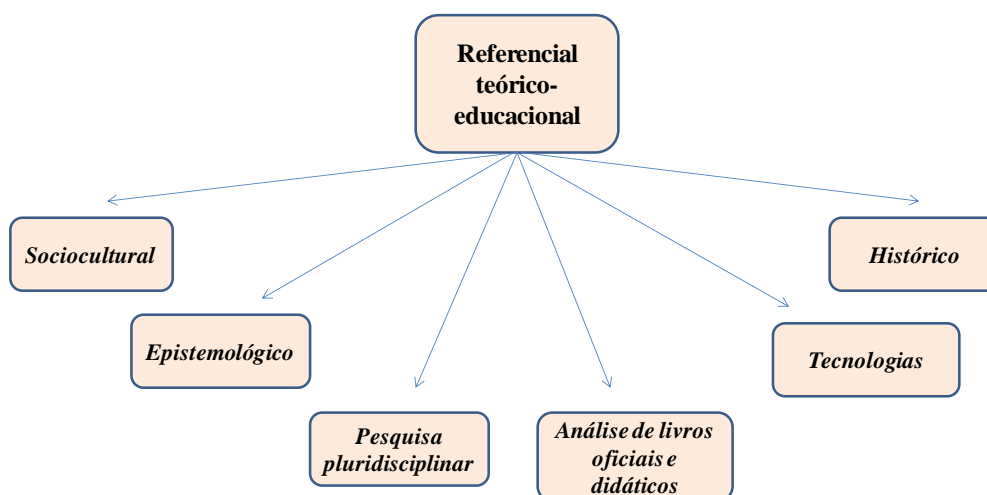 Referencial
teórico-
educacional
Sociocultural
Histórico
Epistemológico
Tecnologias
Pesquisa
pluridisciplinar
Análise de livros
oficiais e
didáticos